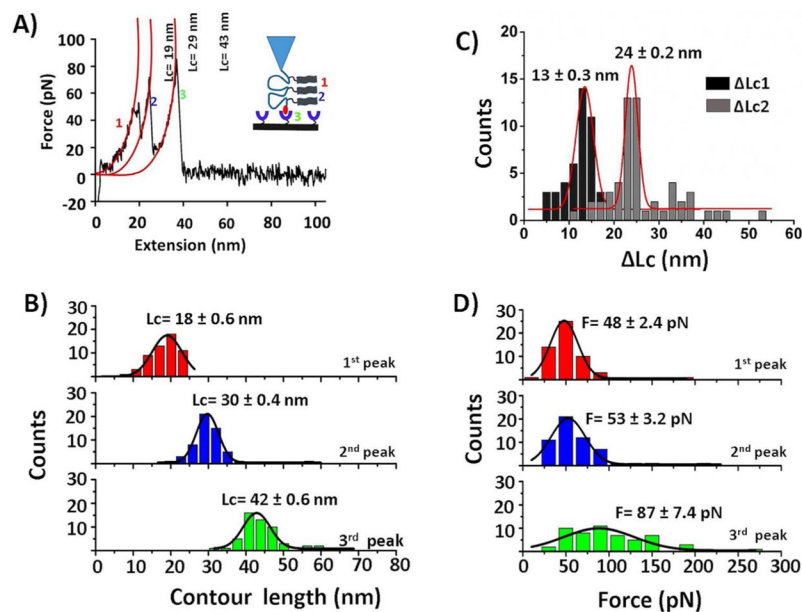 A)
Force (pN)
100
80
60
40
20
0
-20
Lc= 19 nm
Lc= 29 nm
Lc= 43 nm
1
2
3
1
2
3
0 20 40 60 80 100
Extension (nm)
C)
Counts
20
15
10
5
0
13 ± 0.3 nm
24 ± 0.2 nm
ΔLc1
ΔLc2
0 10 20 30 40 50 60
ΔLc (nm)
B)
Counts
30
20
10
Lc= 18 ± 0.6 nm
1st peak
30
20
10
Lc= 30 ± 0.4 nm
2nd peak
30
20
10
Lc= 42 ± 0.6 nm
3rd peak
0 10 20 30 40 50 60 70 80
Contour length (nm)
D)
Counts
30
20
10
F= 48 ± 2.4 pN
1st peak
30
20
10
F= 53 ± 3.2 pN
2nd peak
30
20
10
F= 87 ± 7.4 pN
3rd peak
0 50 100 150 200 250 300
Force (pN)